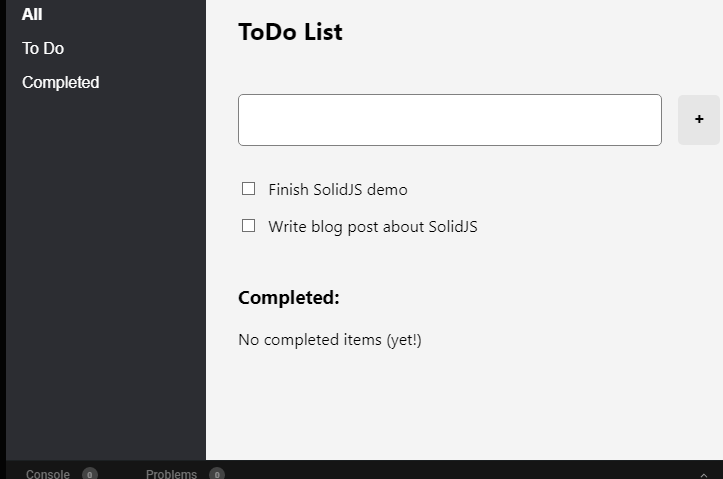 All
To Do
Completed
ToDo List
+
Finish SolidJS demo
Write blog post about SolidJS
Completed:
No completed items (yet!)
Console 0
Problems 0